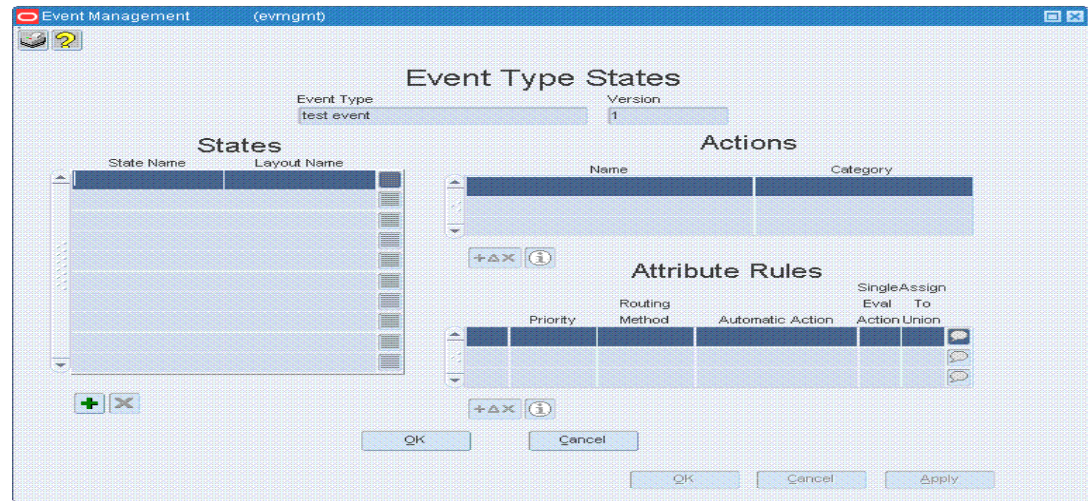 Event Management (evmgmt)
Event Type States
Event Type Version
test event 1
States
State Name Layout Name
Actions
Name Category
Attribute Rules
Priority Routing Method Automatic Action Single Eval Action Assign To Union
OK Cancel
OK Cancel Apply